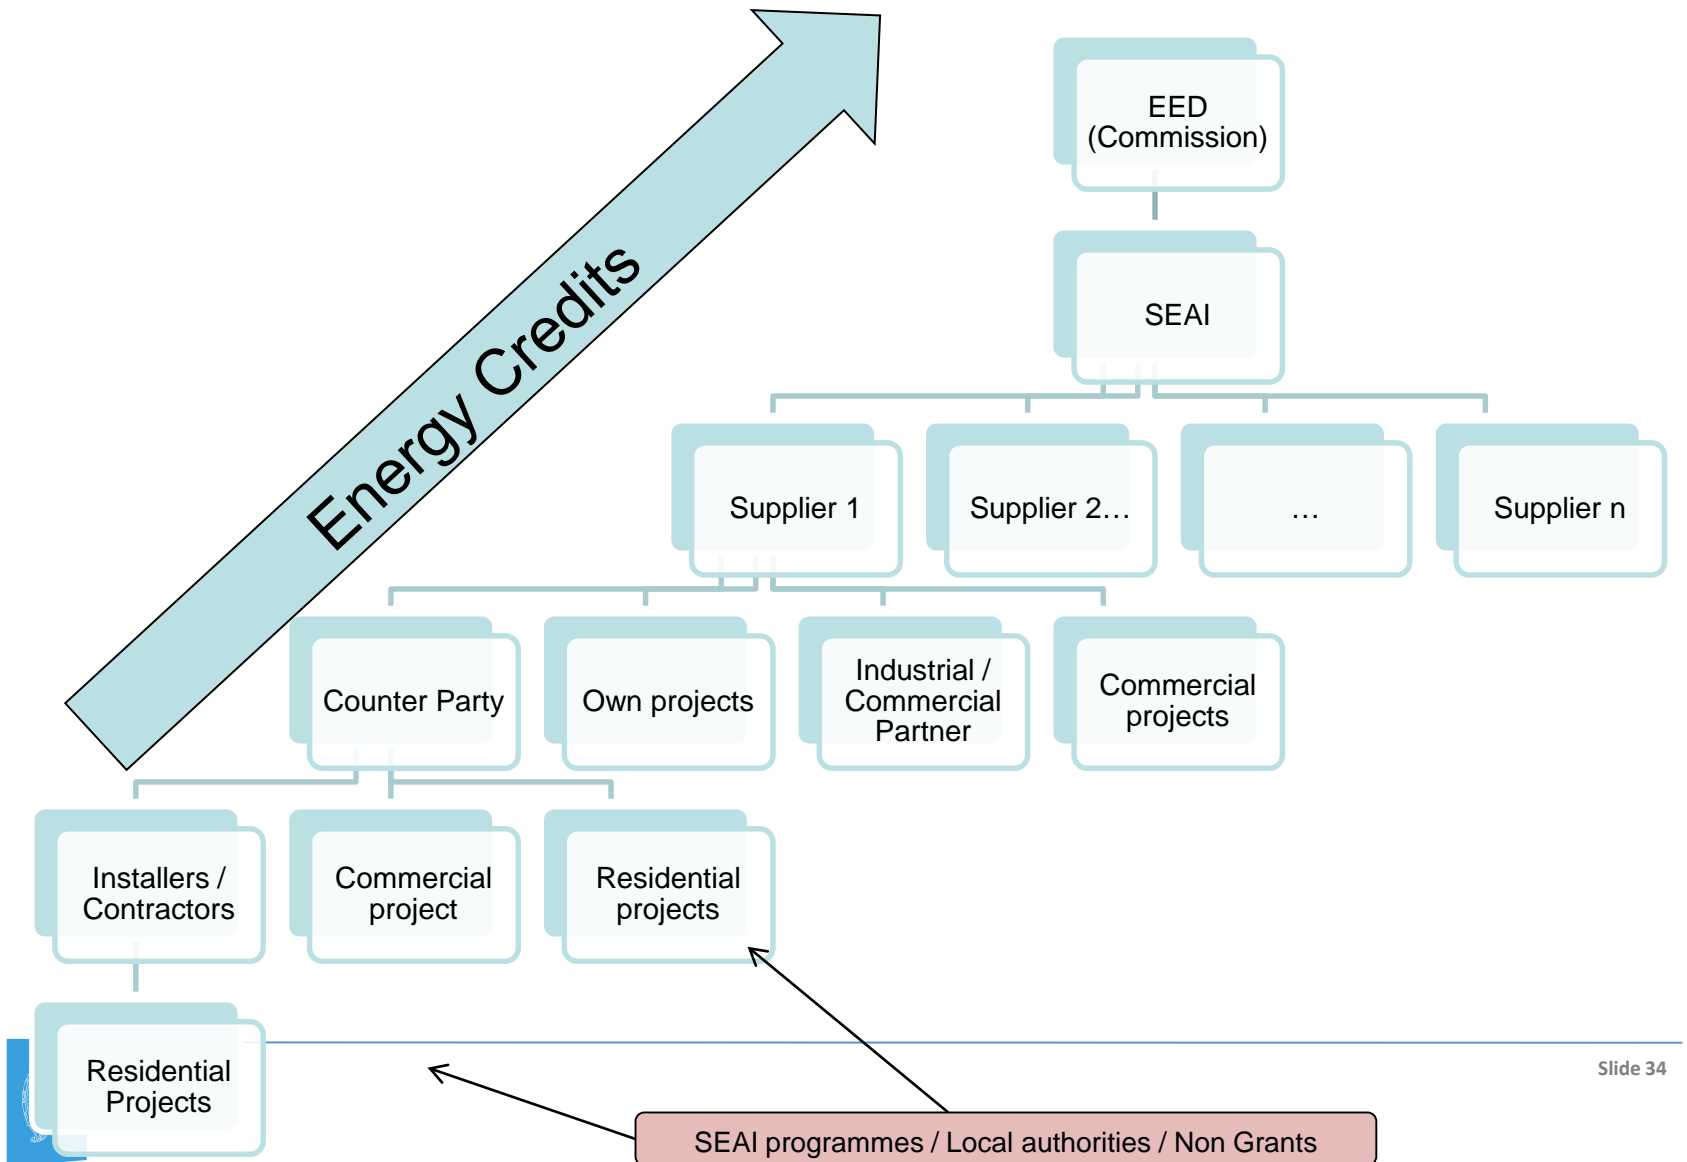 Energy Credits
EED
(Commission)
SEAI
Supplier 1
Supplier 2…
…
Supplier n
Counter Party
Own projects
Industrial /
Commercial
Partner
Commercial
projects
Installers /
Contractors
Commercial
project
Residential
projects
Residential
Projects
Slide 34
SEAI programmes / Local authorities / Non Grants